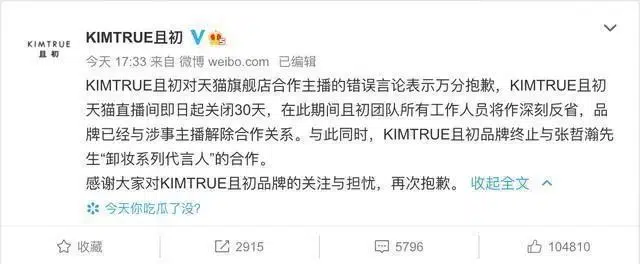 KIMTRUE
且初
KIMTRUE且初
今天 17:33 来自 微博 weibo.com 已编辑
KIMTRUE且初对天猫旗舰店合作主播的错误言论表示万分抱歉，KIMTRUE且初
天猫直播间即日起关闭30天，在此期间且初团队所有工作人员将作深刻反省，品
牌已经与涉事主播解除合作关系。与此同时，KIMTRUE且初品牌终止与张哲瀚先
生“卸妆系列代言人”的合作。
感谢大家对KIMTRUE且初品牌的关注与担忧，再次抱歉。 收起全文
今天你吃瓜了没?
收藏 2915 5796 104810